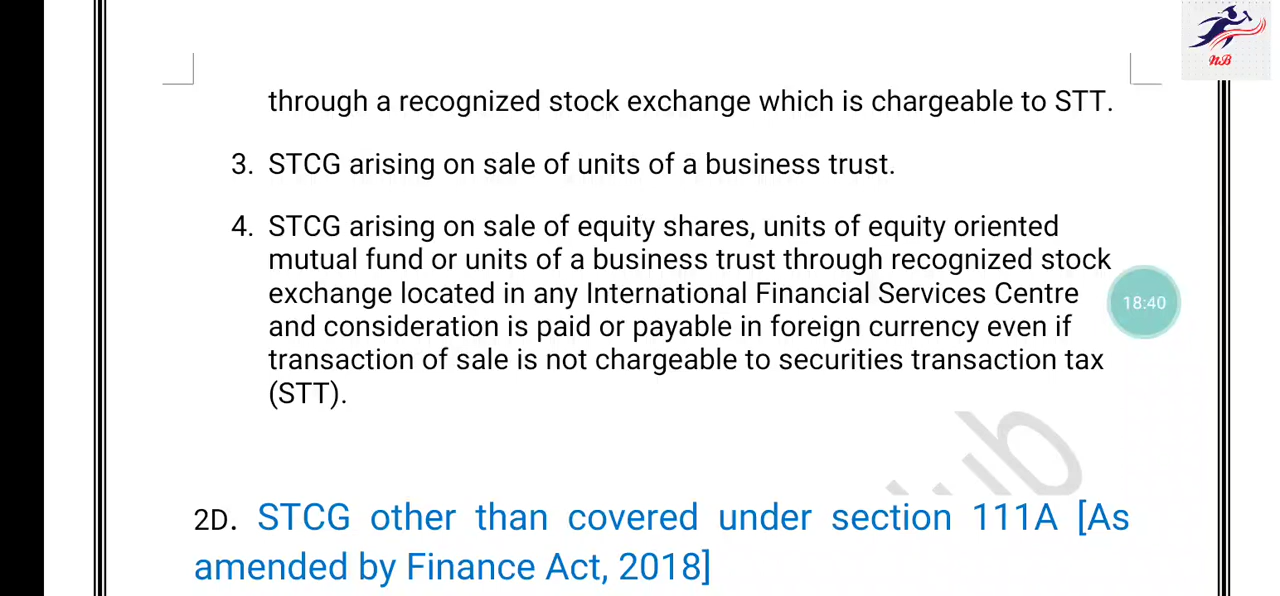 NB
through a recognized stock exchange which is chargeable to STT.
3. STCG arising on sale of units of a business trust.
4. STCG arising on sale of equity shares, units of equity oriented
mutual fund or units of a business trust through recognized stock
exchange located in any International Financial Services Centre
and consideration is paid or payable in foreign currency even if
18:40
transaction of sale is not chargeable to securities transaction tax
(STT).
2D. STCG other than covered under section 111A [As
amended by Finance Act, 2018]